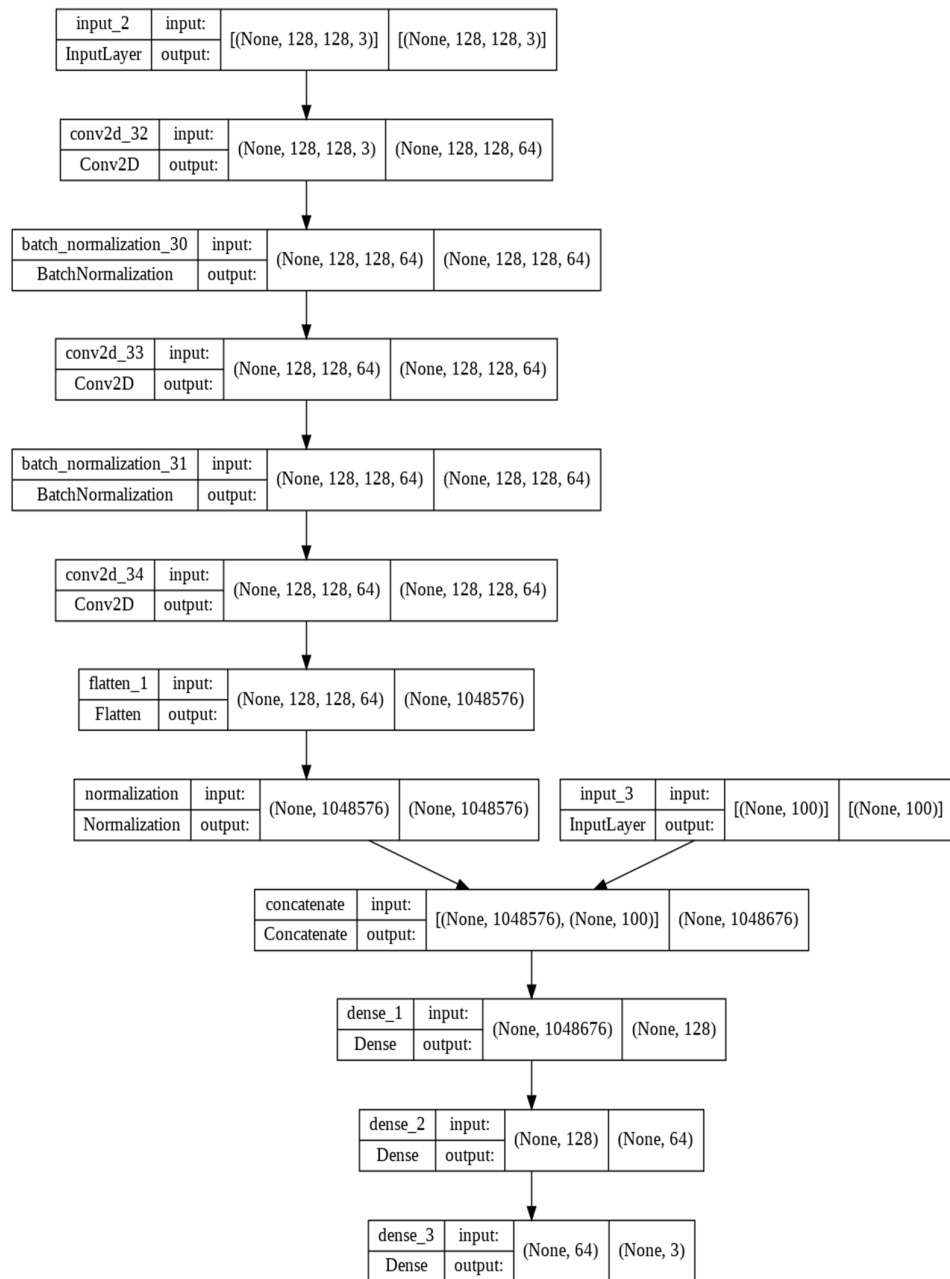 input_2 input: [(None, 128, 128, 3)] [(None, 128, 128, 3)]
InputLayer output:
conv2d_32 input: (None, 128, 128, 3) (None, 128, 128, 64)
Conv2D output:
batch_normalization_30 input: (None, 128, 128, 64) (None, 128, 128, 64)
BatchNormalization output:
conv2d_33 input: (None, 128, 128, 64) (None, 128, 128, 64)
Conv2D output:
batch_normalization_31 input: (None, 128, 128, 64) (None, 128, 128, 64)
BatchNormalization output:
conv2d_34 input: (None, 128, 128, 64) (None, 128, 128, 64)
Conv2D output:
flatten_1 input: (None, 128, 128, 64) (None, 1048576)
Flatten output:
normalization input: (None, 1048576) (None, 1048576)
Normalization output:
input_3 input: [(None, 100)] [(None, 100)]
InputLayer output:
concatenate input: [(None, 1048576), (None, 100)] (None, 1048676)
Concatenate output:
dense_1 input: (None, 1048676) (None, 128)
Dense output:
dense_2 input: (None, 128) (None, 64)
Dense output:
dense_3 input: (None, 64) (None, 3)
Dense output: